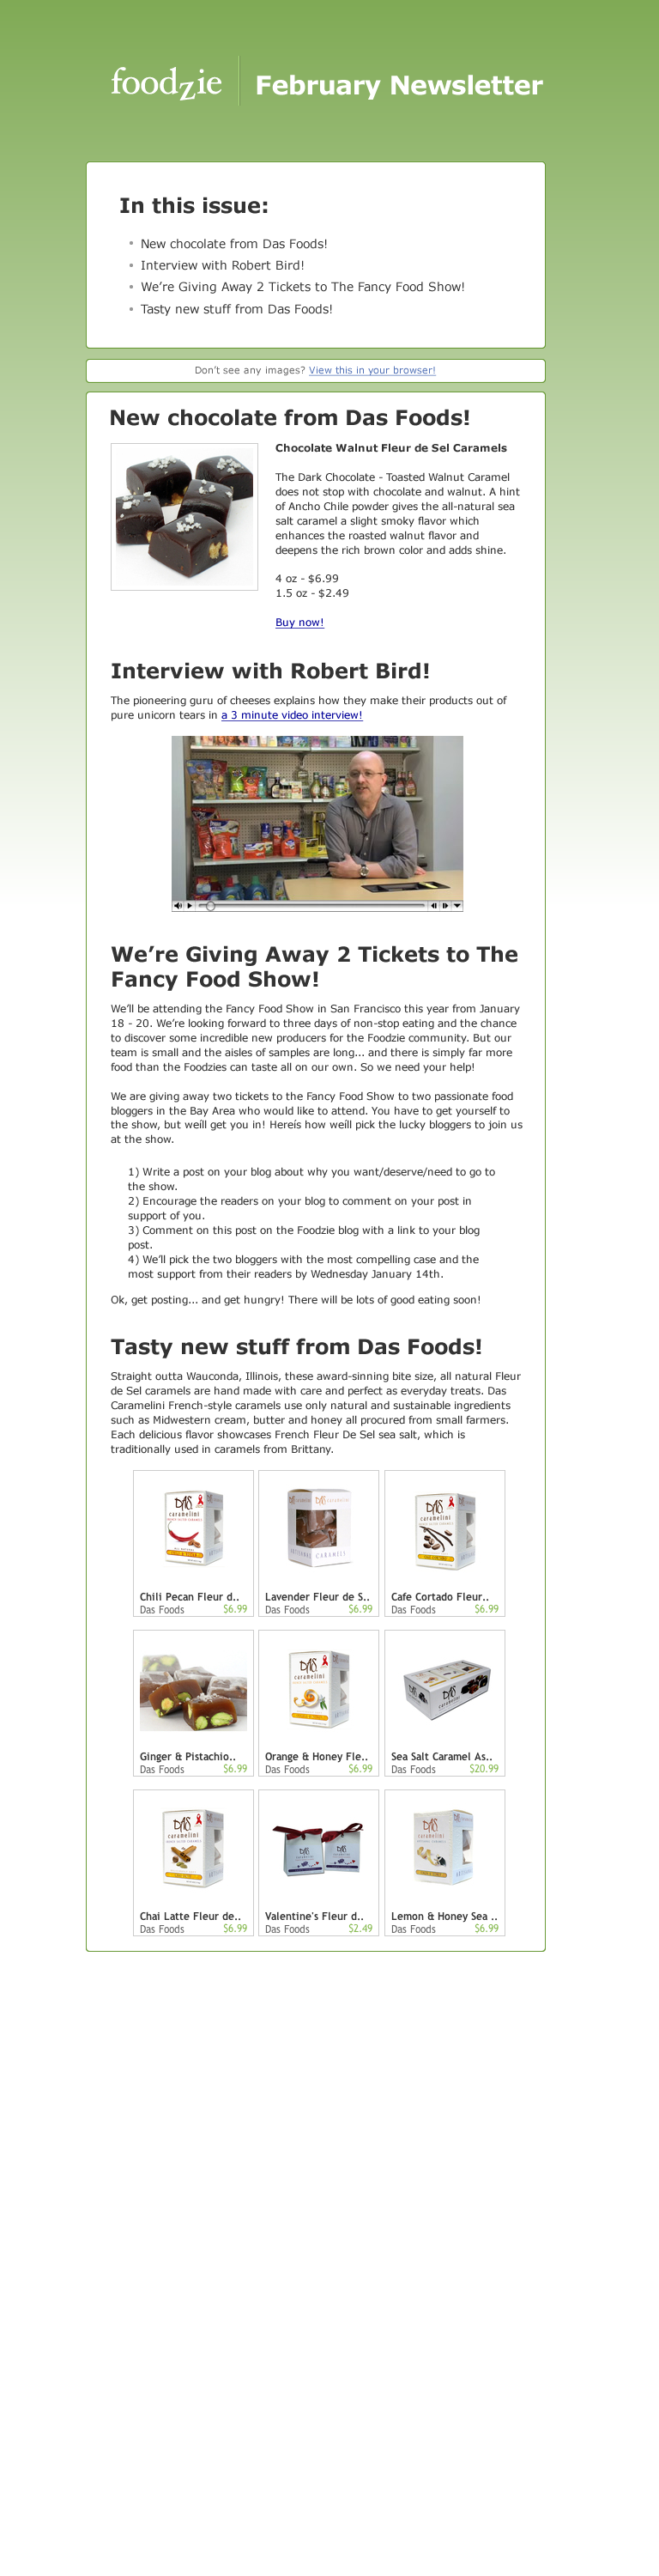 foodzie
February Newsletter
In this issue:
New chocolate from Das Foods!
Interview with Robert Bird!
We're Giving Away 2 Tickets to The Fancy Food Show!
Tasty new stuff from Das Foods!
Don't see any images? View this in your browser!
New chocolate from Das Foods!
Chocolate Walnut Fleur de Sel Caramels
The Dark Chocolate - Toasted Walnut Caramel
does not stop with chocolate and walnut. A hint
of Ancho Chile powder gives the all-natural sea
salt caramel a slight smoky flavor which
enhances the roasted walnut flavor and
deepens the rich brown color and adds shine.
4 oz - $6.99
1.5 oz - $2.49
Buy now!
Interview with Robert Bird!
The pioneering guru of cheeses explains how they make their products out of
pure unicorn tears in a 3 minute video interview!
We're Giving Away 2 Tickets to The
Fancy Food Show!
We'll be attending the Fancy Food Show in San Francisco this year from January
18 - 20. We're looking forward to three days of non-stop eating and the chance
to discover some incredible new producers for the Foodzie community. But our
team is small and the aisles of samples are long... and there is simply far more
food than the Foodzies can taste all on our own. So we need your help!
We are giving away two tickets to the Fancy Food Show to two passionate food
bloggers in the Bay Area who would like to attend. You have to get yourself to
the show, but weíll get you in! Hereís how weíll pick the lucky bloggers to join us
at the show.
1) Write a post on your blog about why you want/deserve/need to go to
the show.
2) Encourage the readers on your blog to comment on your post in
support of you.
3) Comment on this post on the Foodzie blog with a link to your blog
post.
4) We'll pick the two bloggers with the most compelling case and the
most support from their readers by Wednesday January 14th.
Ok, get posting... and get hungry! There will be lots of good eating soon!
Tasty new stuff from Das Foods!
Straight outta Wauconda, Illinois, these award-sinning bite size, all natural Fleur
de Sel caramels are hand made with care and perfect as everyday treats. Das
Caramelini French-style caramels use only natural and sustainable ingredients
such as Midwestern cream, butter and honey all procured from small farmers.
Each delicious flavor showcases French Fleur De Sel sea salt, which is
traditionally used in caramels from Brittany.
DAS
caramelini
CARAMELS
DAS
caramelini
Chili Pecan Fleur d.. Lavender Fleur de S.. Cafe Cortado Fleur..
Das Foods $6.99 Das Foods $6.99 Das Foods $6.99
DAS
caramelini
Ginger & Pistachio.. Orange & Honey Fle.. Sea Salt Caramel As..
Das Foods $6.99 Das Foods $6.99 Das Foods $20.99
DAS
caramelini
DAS
caramelini
Chai Latte Fleur de.. Valentine's Fleur d.. Lemon & Honey Sea ..
Das Foods $6.99 Das Foods $2.49 Das Foods $6.99